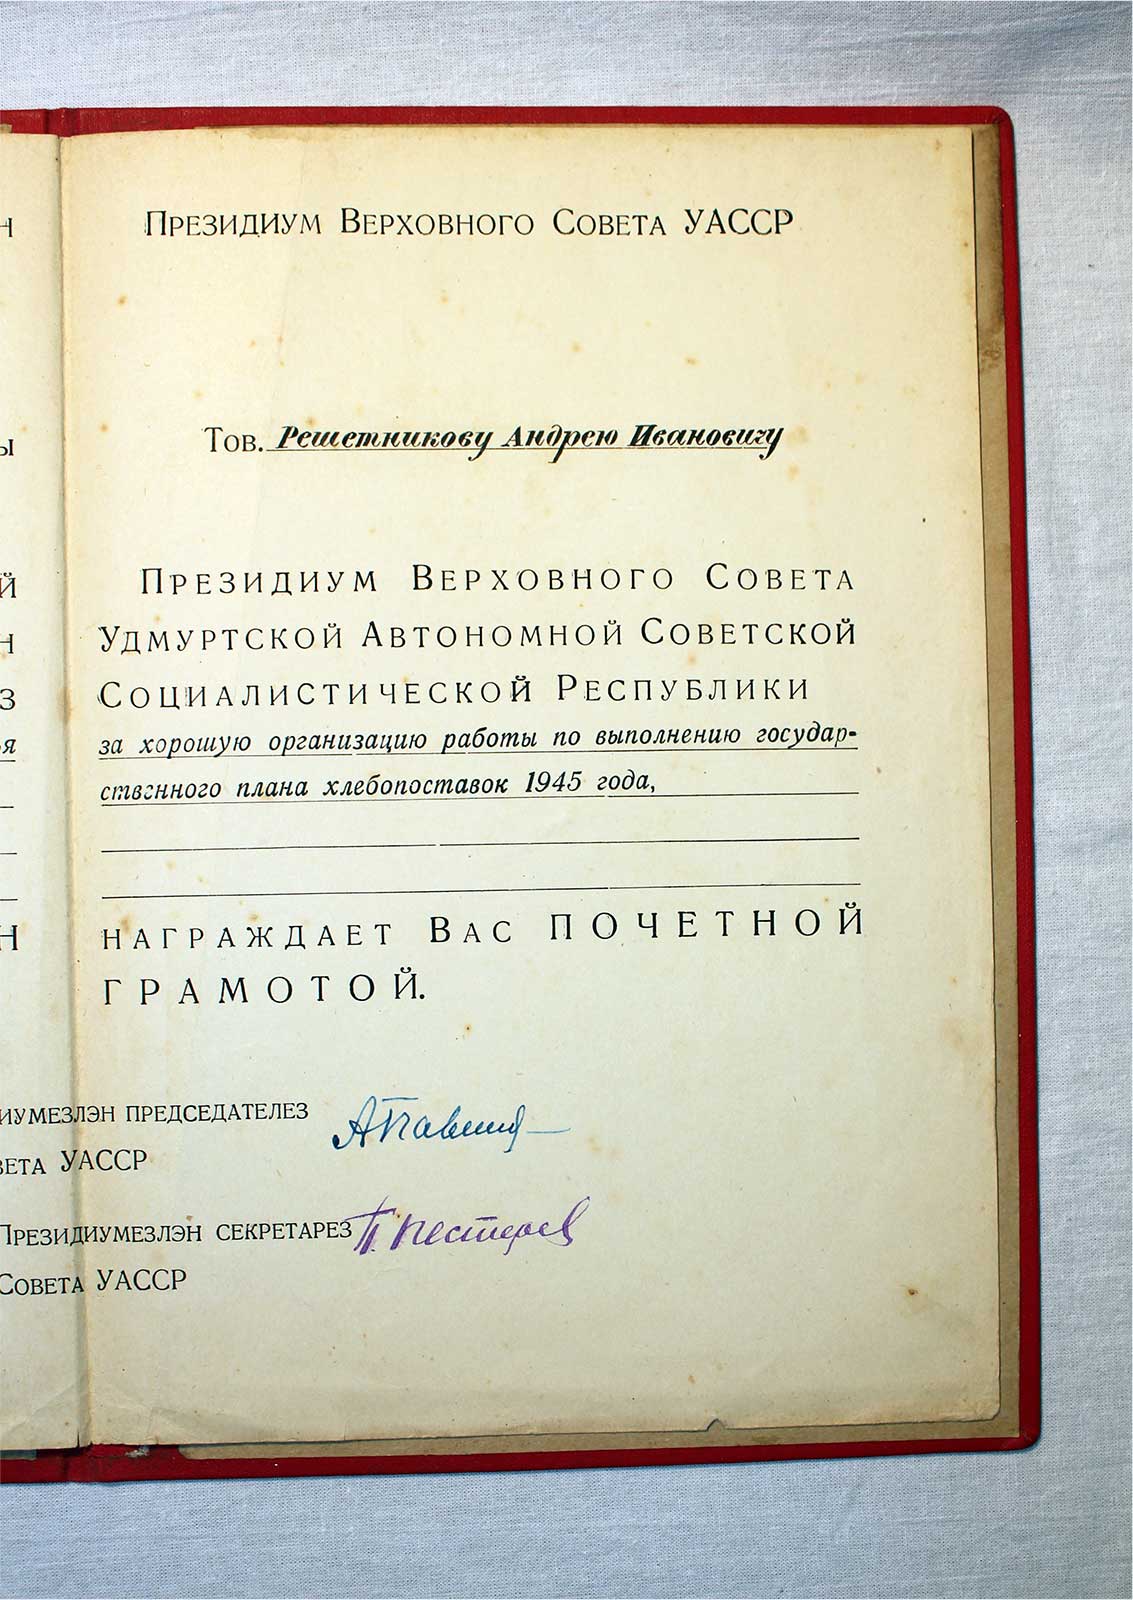 Президиум Верховного Совета УАССР
Тов. Решетникову Андрею Ивановичу
Президиум Верховного Совета
Удмуртской Автономной Советской
Социалистической Республики
за хорошую организацию работы по выполнению государ-
ственного плана хлебопоставок 1945 года,
награждает Вас ПОЧЕТНОЙ
ГРАМОТОЙ.
иумезлэн председателез
вета УАССР
Президиумезлэн секретарез П. Нестеров
Совета УАССР